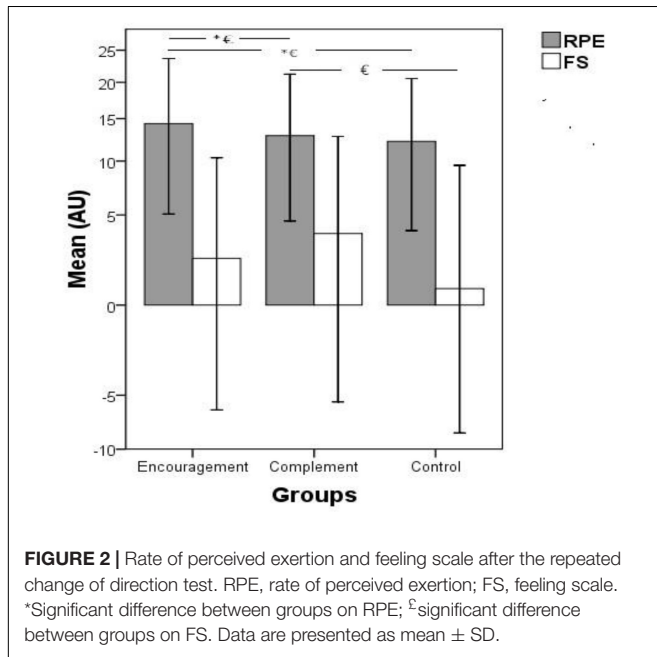 25
20
15
10
5
0
-5
-10
Mean (AU)
*€
*€
€
RPE
FS
Encouragement Complement Control
Groups
FIGURE 2 | Rate of perceived exertion and feeling scale after the repeated
change of direction test. RPE, rate of perceived exertion; FS, feeling scale.
*Significant difference between groups on RPE; £significant difference
between groups on FS. Data are presented as mean ± SD.